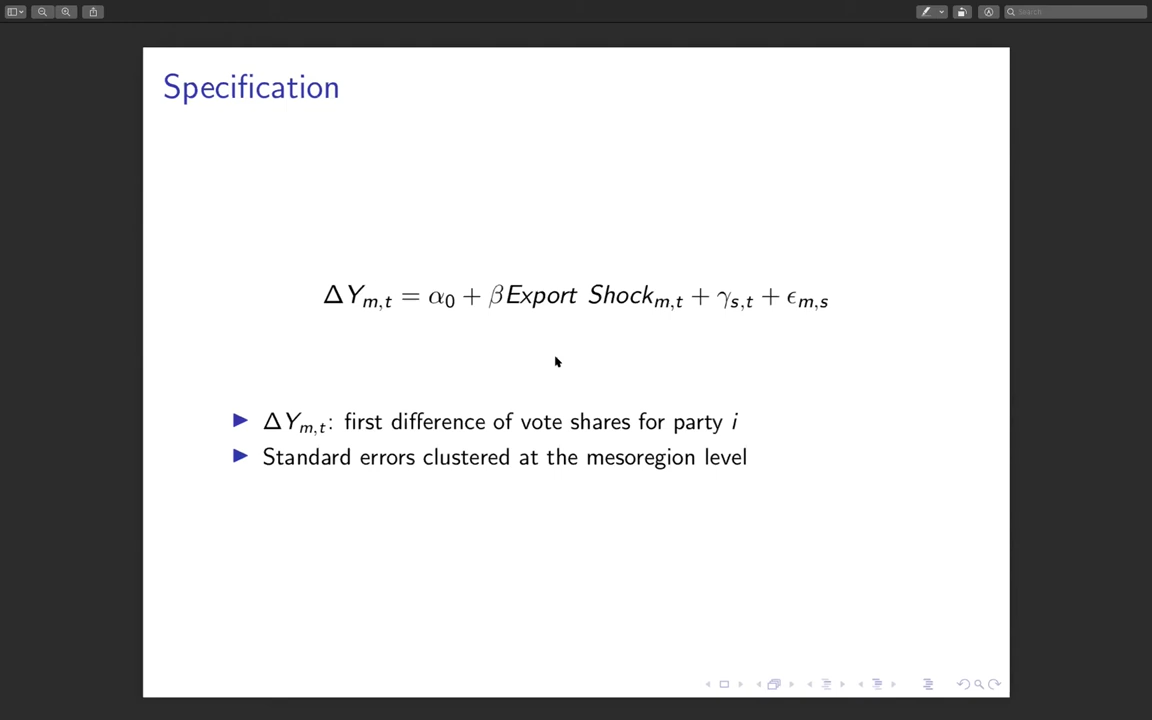 Search
Specification
ΔY_{m,t} = α_0 + βExport Shock_{m,t} + γ_{s,t} + ϵ_{m,s}
ΔY_{m,t}: first difference of vote shares for party i
Standard errors clustered at the mesoregion level